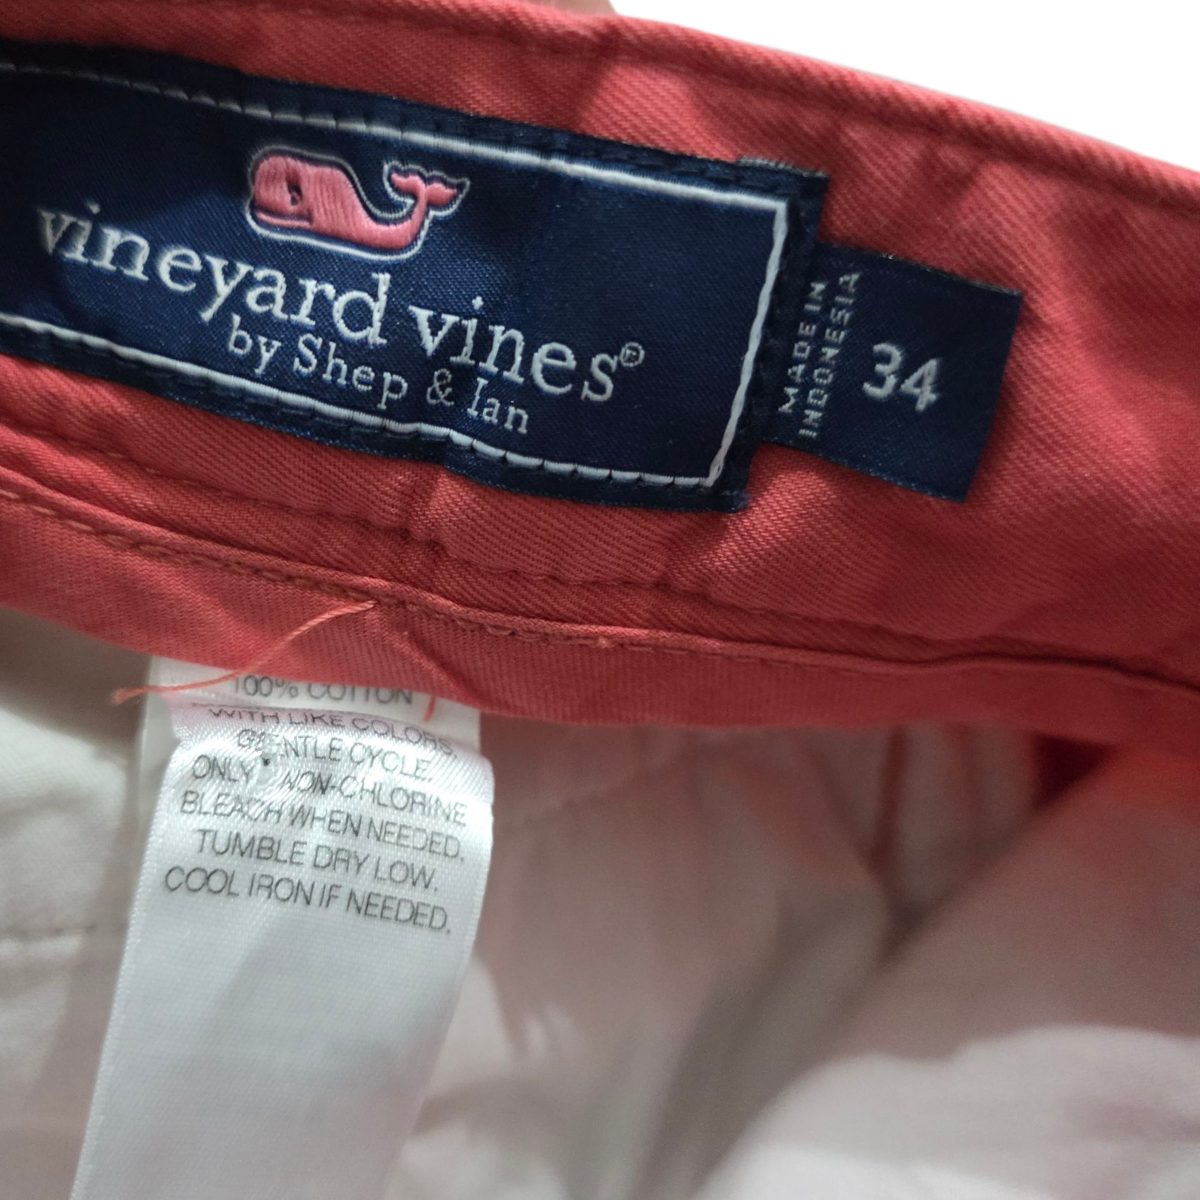 vineyard vines®
by Shep & Ian
MADE IN
INDONESIA
34
100% COTTON
WITH LIKE COLORS.
GENTLE CYCLE.
ONLY NON-CHLORINE
BLEACH WHEN NEEDED.
TUMBLE DRY LOW.
COOL IRON IF NEEDED.